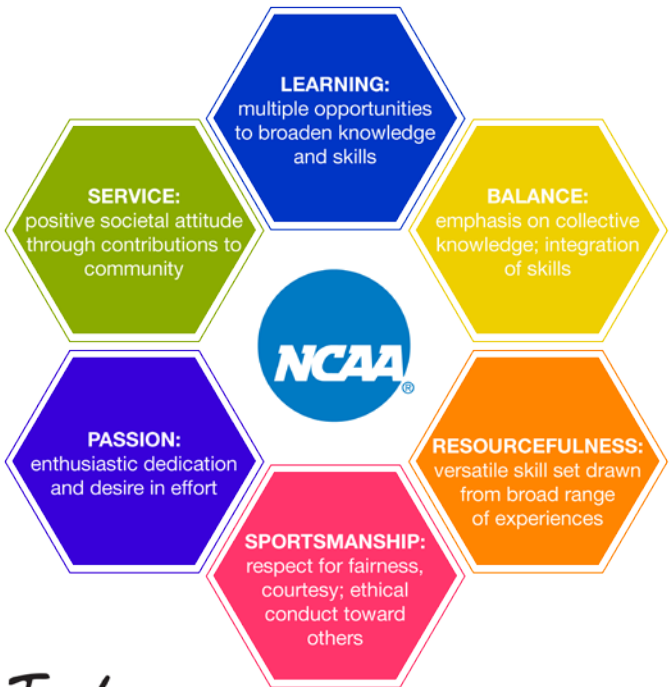 LEARNING:
multiple opportunities
to broaden knowledge
and skills
SERVICE:
positive societal attitude
through contributions to
community
BALANCE:
emphasis on collective
knowledge; integration
of skills
NCAA®
PASSION:
enthusiastic dedication
and desire in effort
RESOURCEFULNESS:
versatile skill set drawn
from broad range
of experiences
SPORTSMANSHIP:
respect for fairness,
courtesy; ethical
conduct toward
others